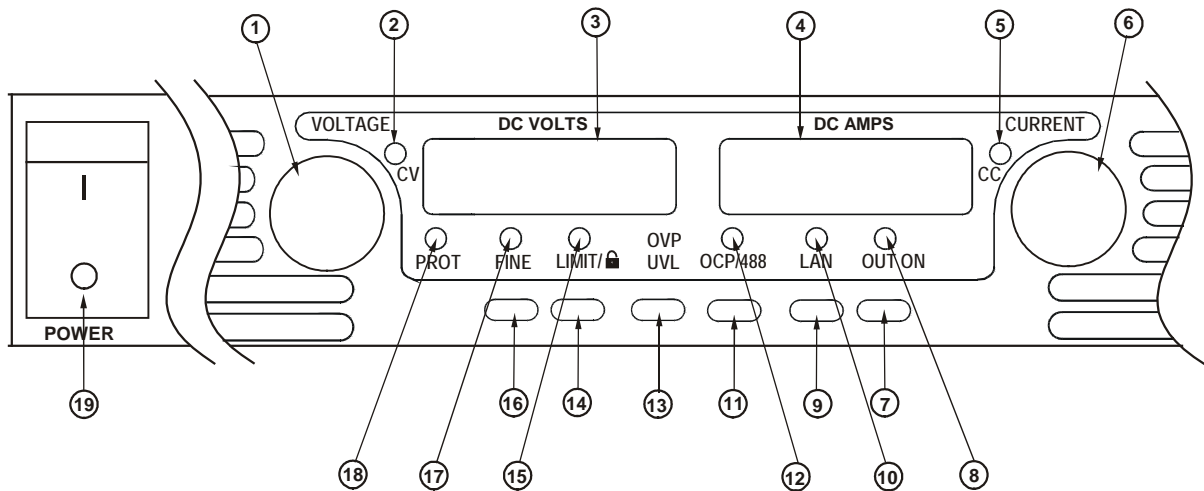 1 2 3 4 5 6
VOLTAGE DC VOLTS DC AMPS CURRENT
CV CC
I
OVP
PROT FINE LIMIT/ UVL OCP/488 LAN OUT ON
POWER
19 16 14 13 11 9 7
18 17 15 12 10 8